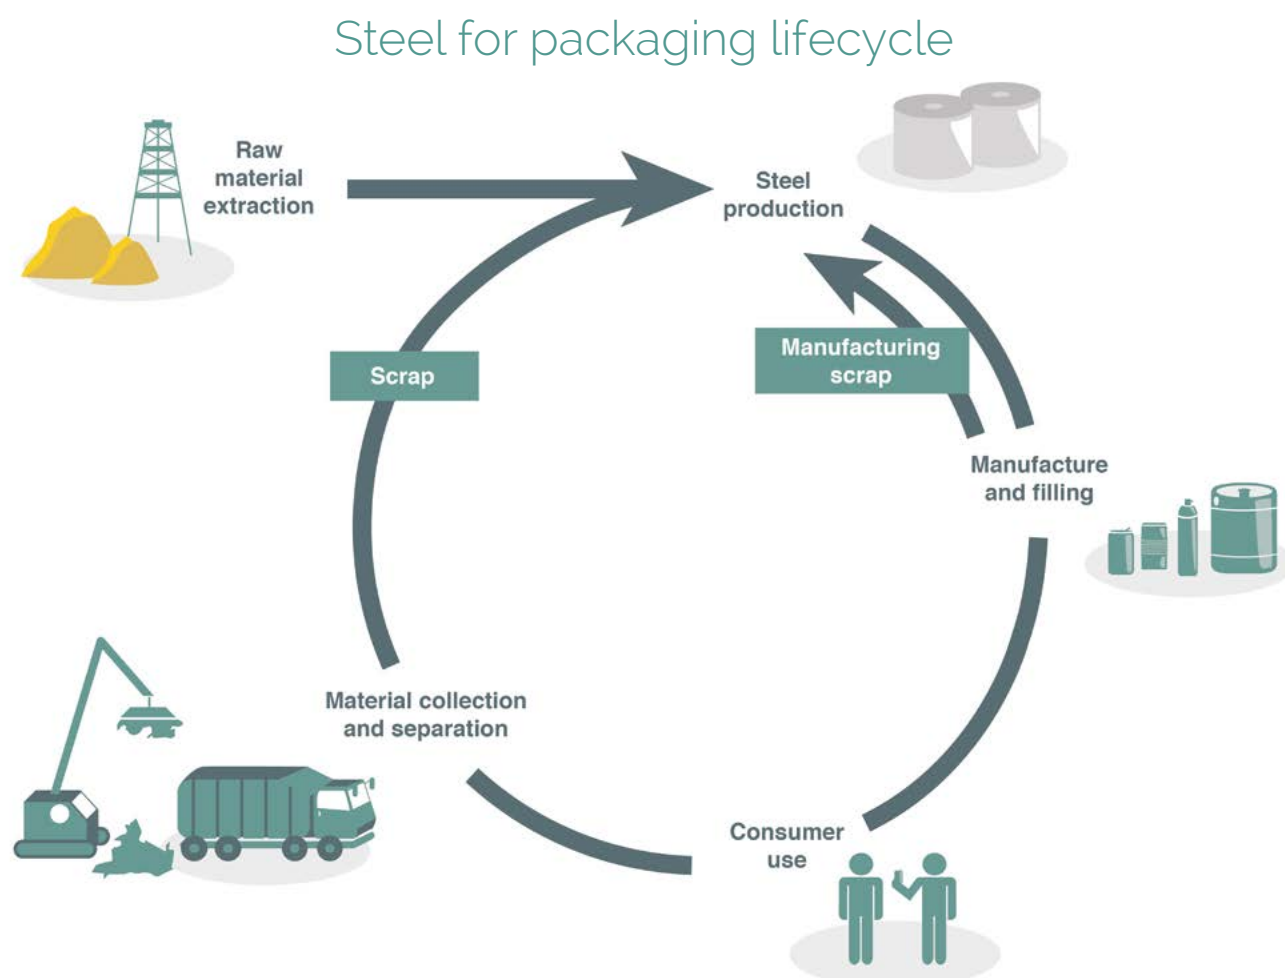 Steel for packaging lifecycle
Raw
material
extraction
Steel
production
Scrap
Manufacturing
scrap
Manufacture
and filling
Material collection
and separation
Consumer
use